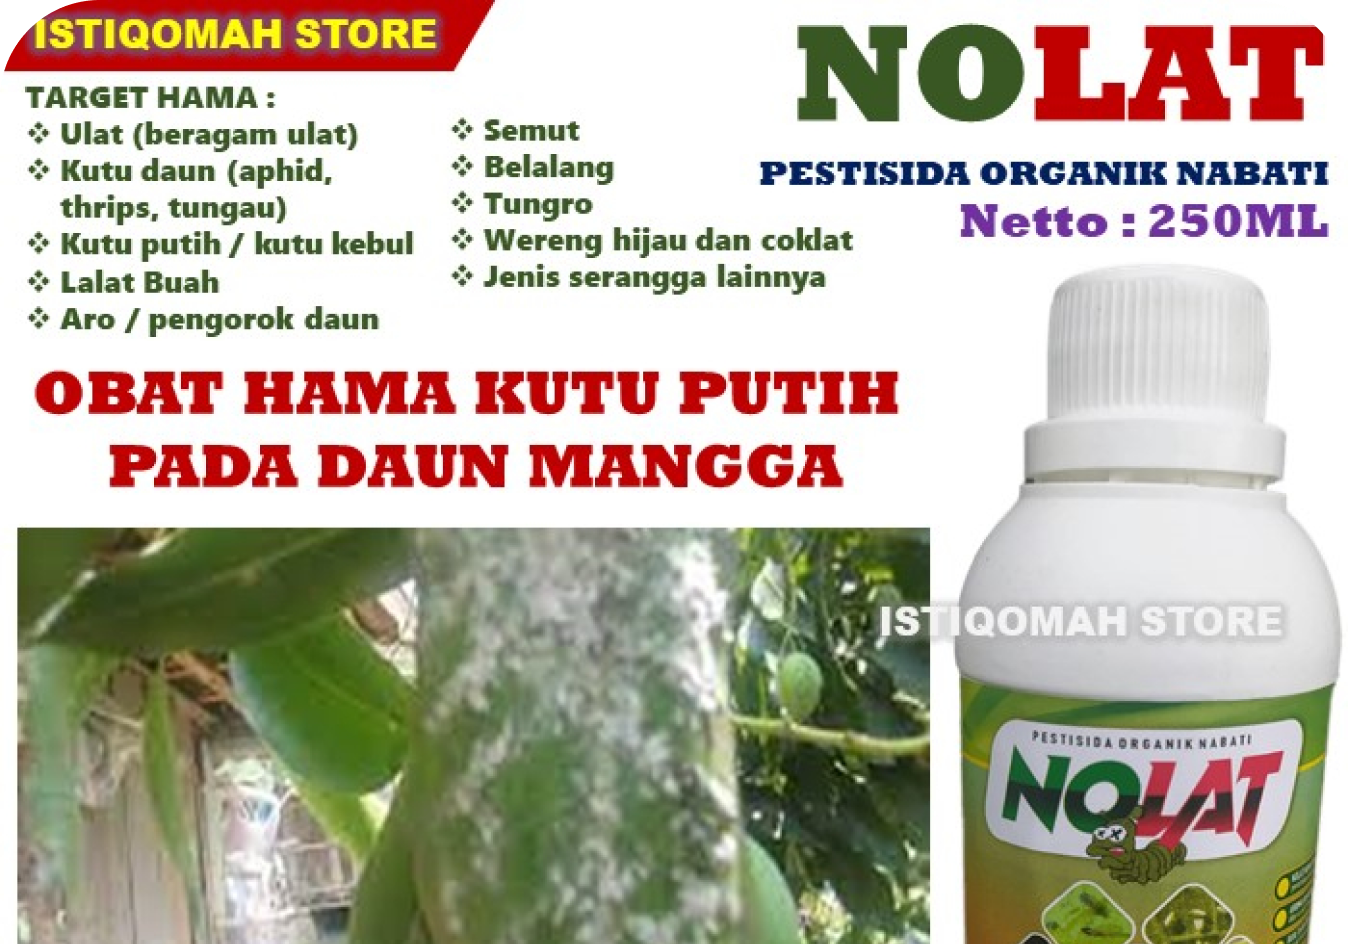 ISTIQOMAH STORE
TARGET HAMA :
❖ Ulat (beragam ulat)
❖ Kutu daun (aphid,
thrips, tungau)
❖ Kutu putih / kutu kebul
❖ Lalat Buah
❖ Aro / pengorok daun
❖ Semut
❖ Belalang
❖ Tungro
❖ Wereng hijau dan coklat
❖ Jenis serangga lainnya
NOLAT
PESTISIDA ORGANIK NABATI
Netto : 250ML
OBAT HAMA KUTU PUTIH
PADA DAUN MANGGA
ISTIQOMAH STORE
PESTISIDA ORGANIK NABATI
NOLAT